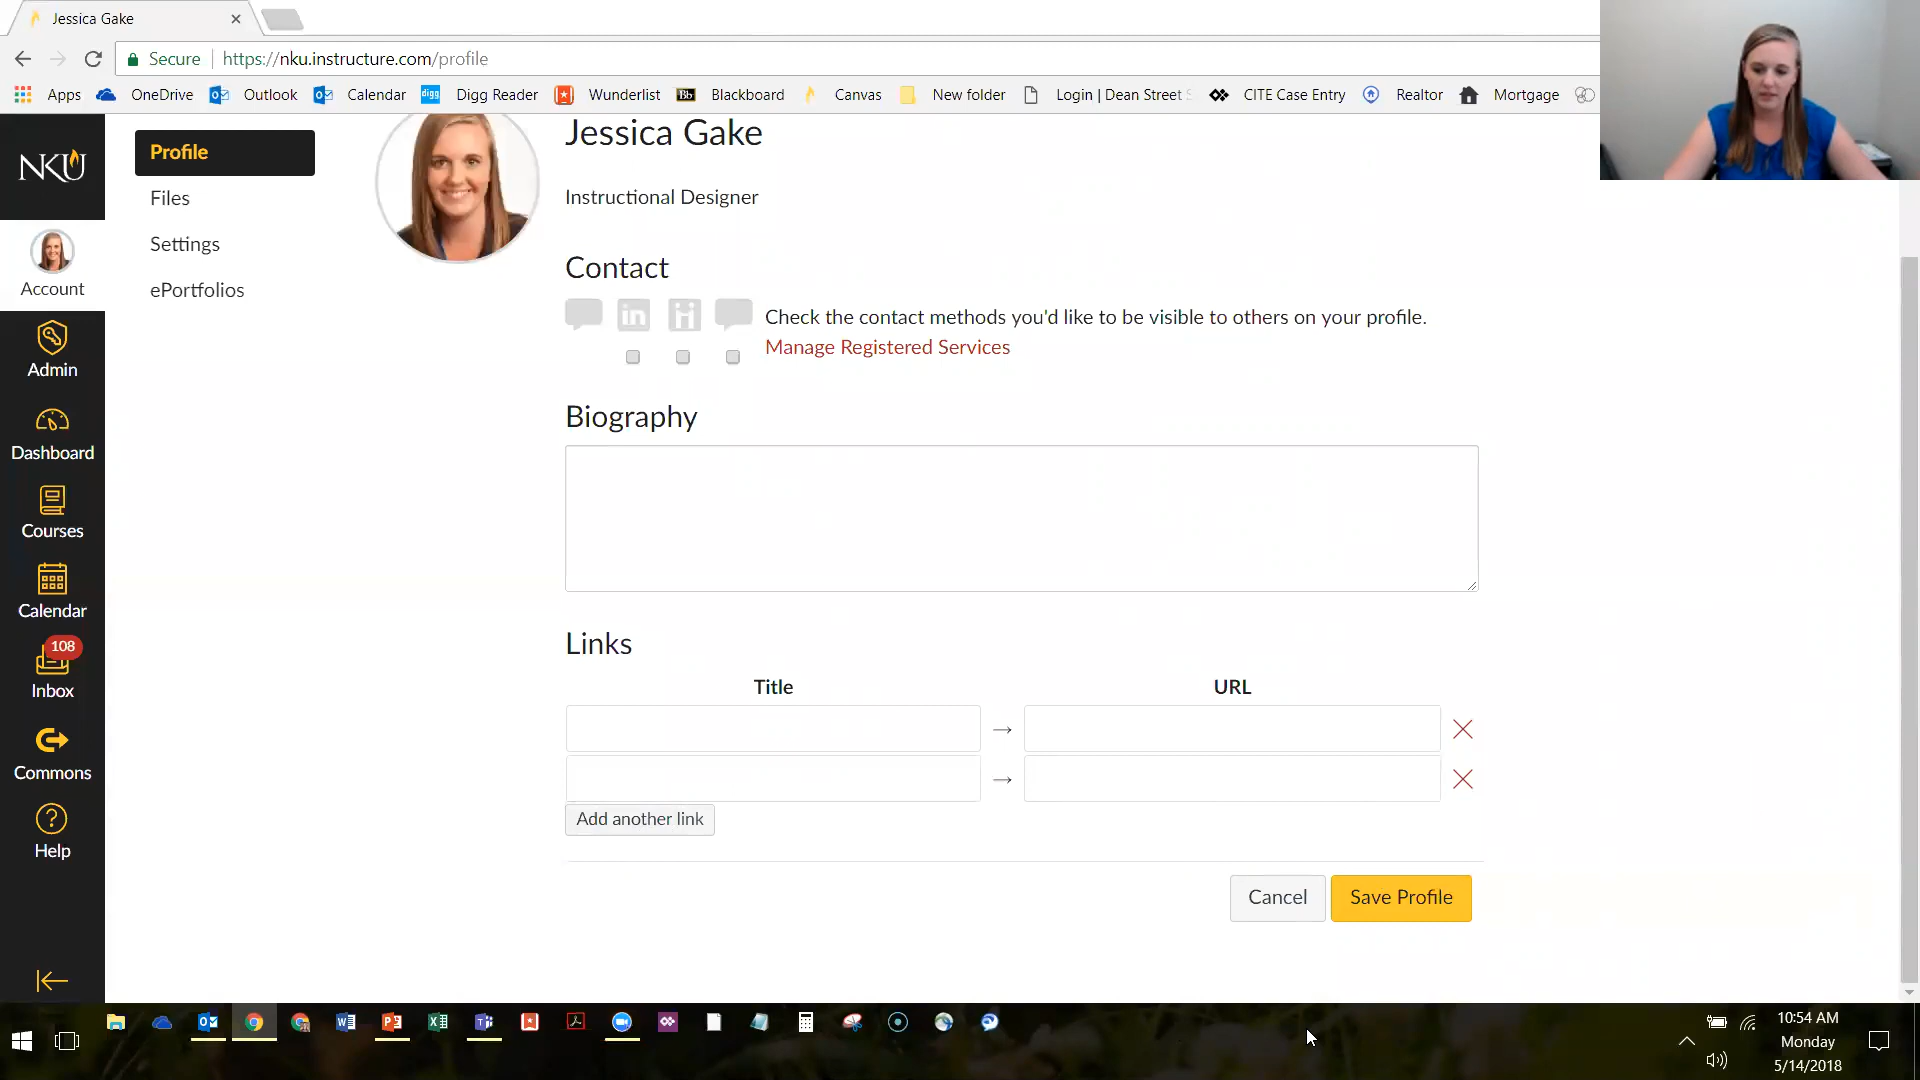 Jessica Gake
Secure https://nku.instructure.com/profile
Apps OneDrive Outlook Calendar Digg Reader Wunderlist Bb Blackboard Canvas New folder Login | Dean Street CITE Case Entry Realtor Mortgage
digg
NKU
Account
Admin
Dashboard
Courses
Calendar
108
Inbox
Commons
Help
Profile
Files
Settings
ePortfolios
Jessica Gake
Instructional Designer
Contact
in
Check the contact methods you'd like to be visible to others on your profile.
Manage Registered Services
Biography
Links
Title URL
→
→
Add another link
Cancel Save Profile
10:54 AM
Monday
5/14/2018